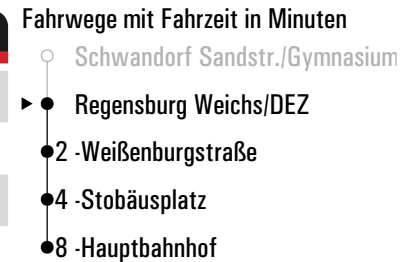 Fahrwege mit Fahrzeit in Minuten
Schwandorf Sandstr./Gymnasium
Regensburg Weichs/DEZ
2 -Weißenburgstraße
4 -Stobäusplatz
8 -Hauptbahnhof